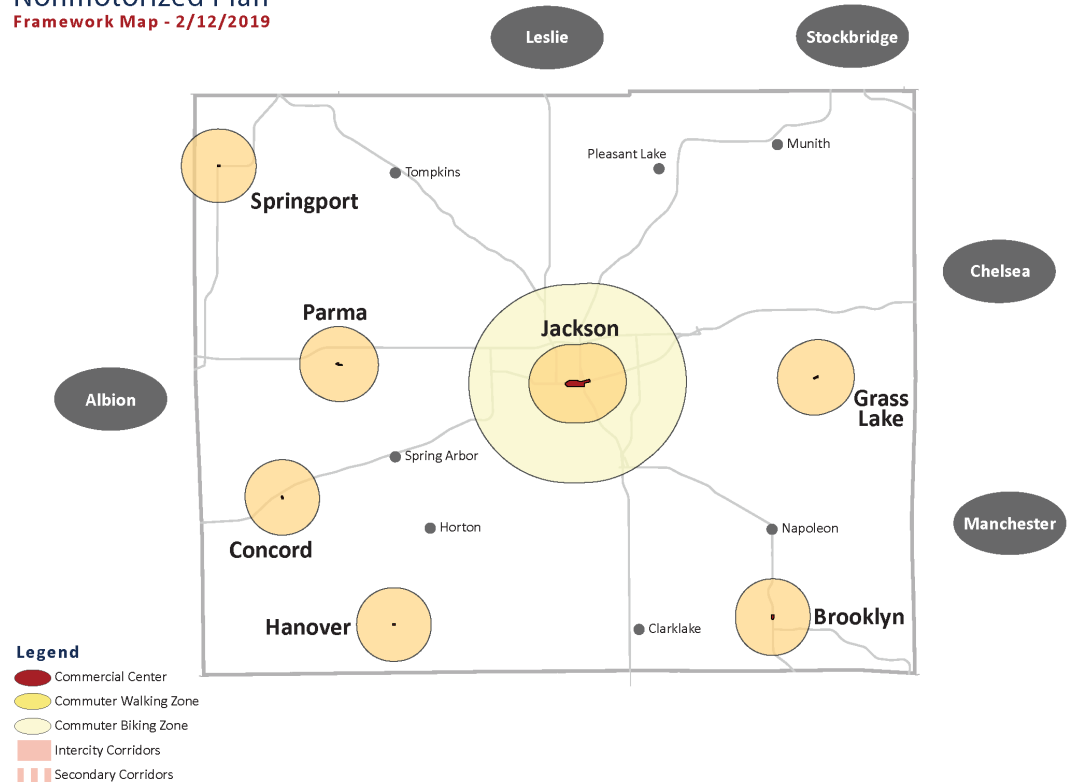 Nonmotorized Plan
Framework Map - 2/12/2019
Leslie
Stockbridge
Munith
Pleasant Lake
Tompkins
Springport
Chelsea
Parma
Jackson
Albion
Grass
Lake
Spring Arbor
Manchester
Horton
Napoleon
Concord
Brooklyn
Hanover
Clarklake
Legend
Commercial Center
Commuter Walking Zone
Commuter Biking Zone
Intercity Corridors
Secondary Corridors